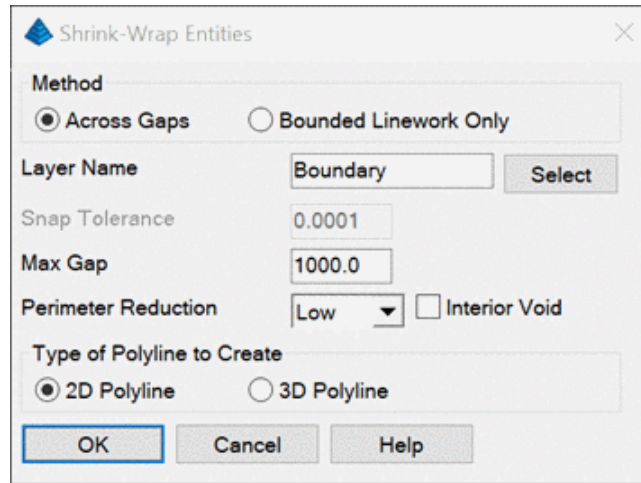 Shrink-Wrap Entities
Method
Across Gaps Bounded Linework Only
Layer Name Boundary Select
Snap Tolerance 0.0001
Max Gap 1000.0
Perimeter Reduction Low Interior Void
Type of Polyline to Create
2D Polyline 3D Polyline
OK Cancel Help